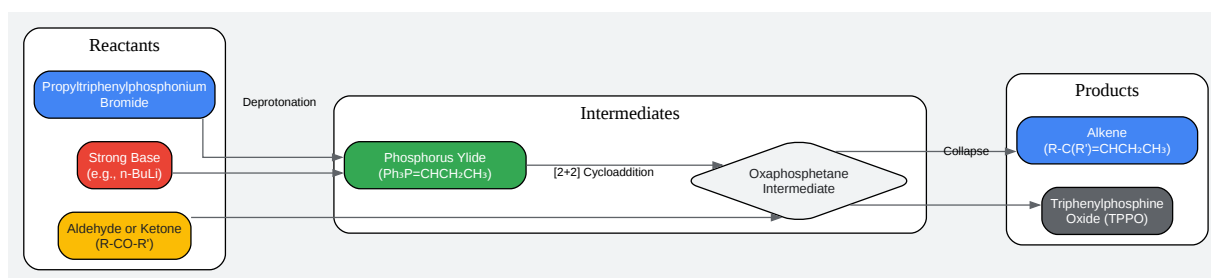 Reactants
Propyltriphenylphosphonium
Bromide
Strong Base
(e.g., n-BuLi)
Aldehyde or Ketone
(R-CO-R')
Deprotonation
Intermediates
Phosphorus Ylide
(Ph₃P=CHCH₂CH₃)
[2+2] Cycloaddition
Oxaphosphetane
Intermediate
Collapse
Products
Alkene
(R-C(R')=CHCH₂CH₃)
Triphenylphosphine
Oxide (TPPO)